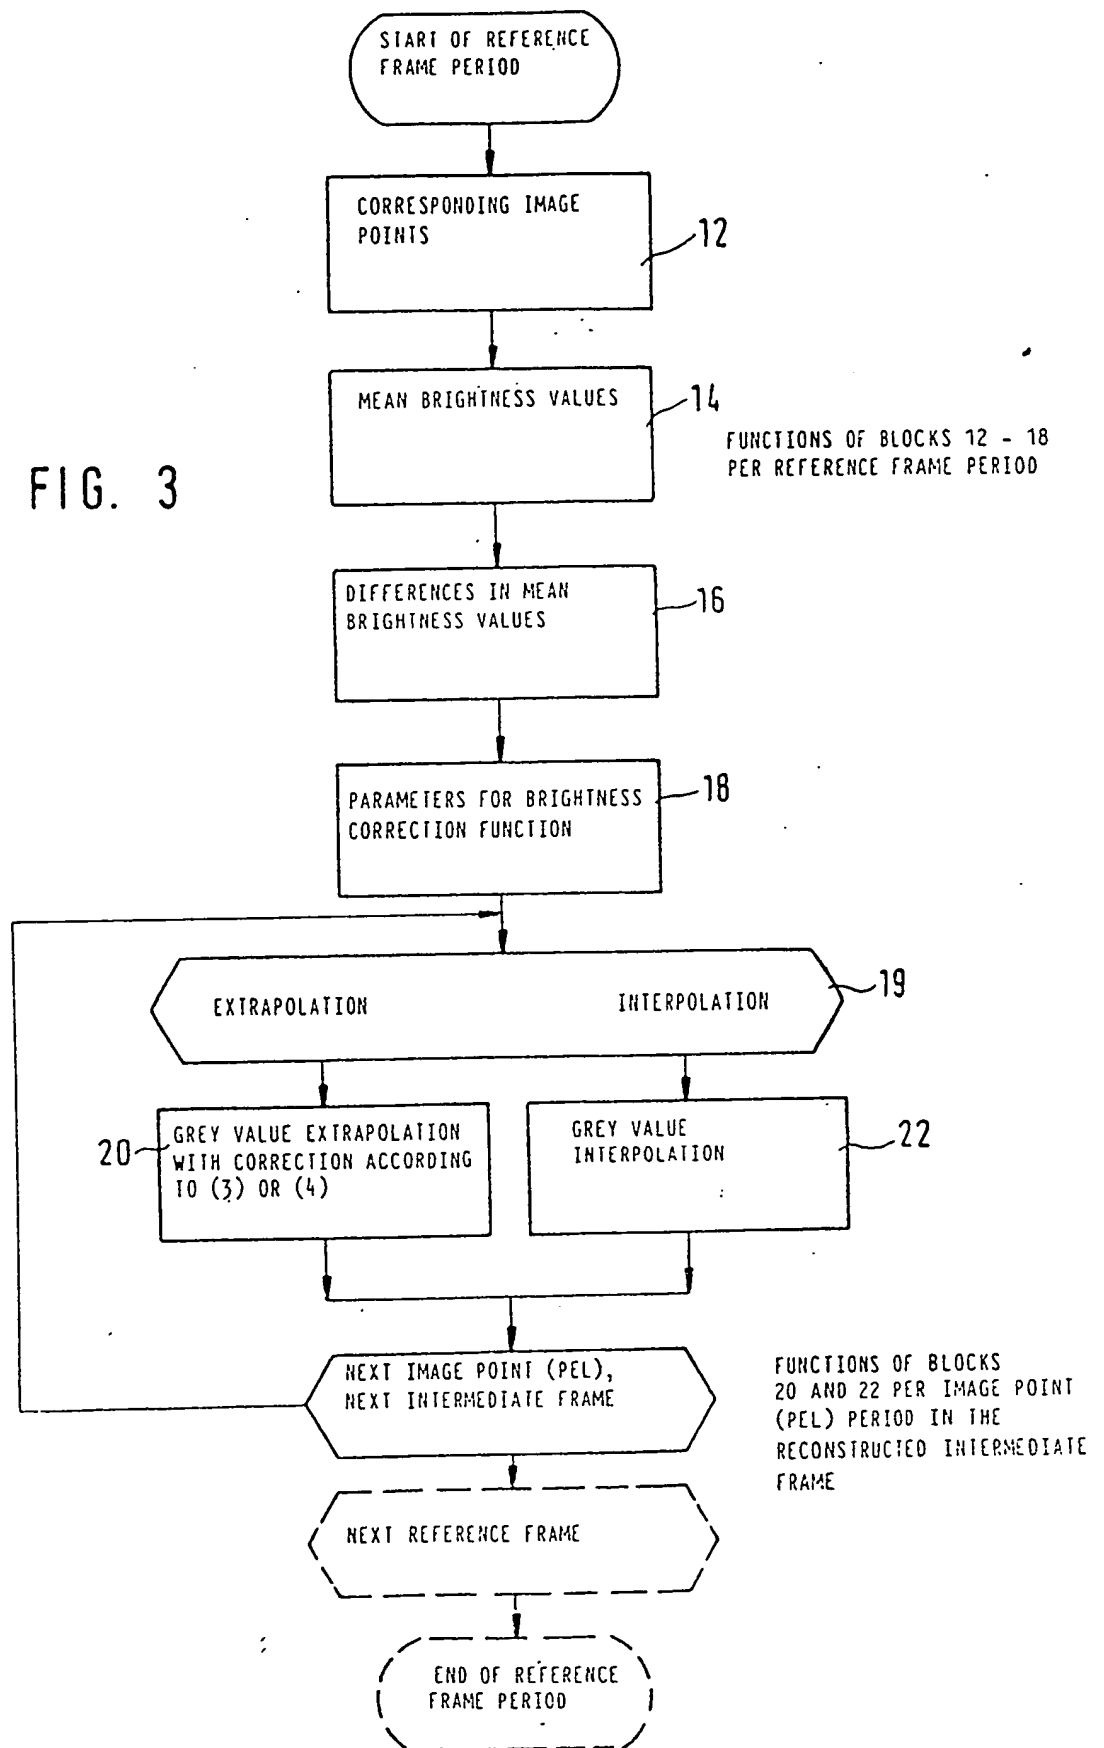 START OF REFERENCE
FRAME PERIOD
CORRESPONDING IMAGE
POINTS
12
MEAN BRIGHTNESS VALUES
14
FUNCTIONS OF BLOCKS 12 - 18
PER REFERENCE FRAME PERIOD
FIG. 3
DIFFERENCES IN MEAN
BRIGHTNESS VALUES
16
PARAMETERS FOR BRIGHTNESS
CORRECTION FUNCTION
18
EXTRAPOLATION
INTERPOLATION
19
20
GREY VALUE EXTRAPOLATION
WITH CORRECTION ACCORDING
TO (3) OR (4)
GREY VALUE
INTERPOLATION
22
NEXT IMAGE POINT (PEL),
NEXT INTERMEDIATE FRAME
FUNCTIONS OF BLOCKS
20 AND 22 PER IMAGE POINT
(PEL) PERIOD IN THE
RECONSTRUCTED INTERMEDIATE
FRAME
NEXT REFERENCE FRAME
END OF REFERENCE
FRAME PERIOD